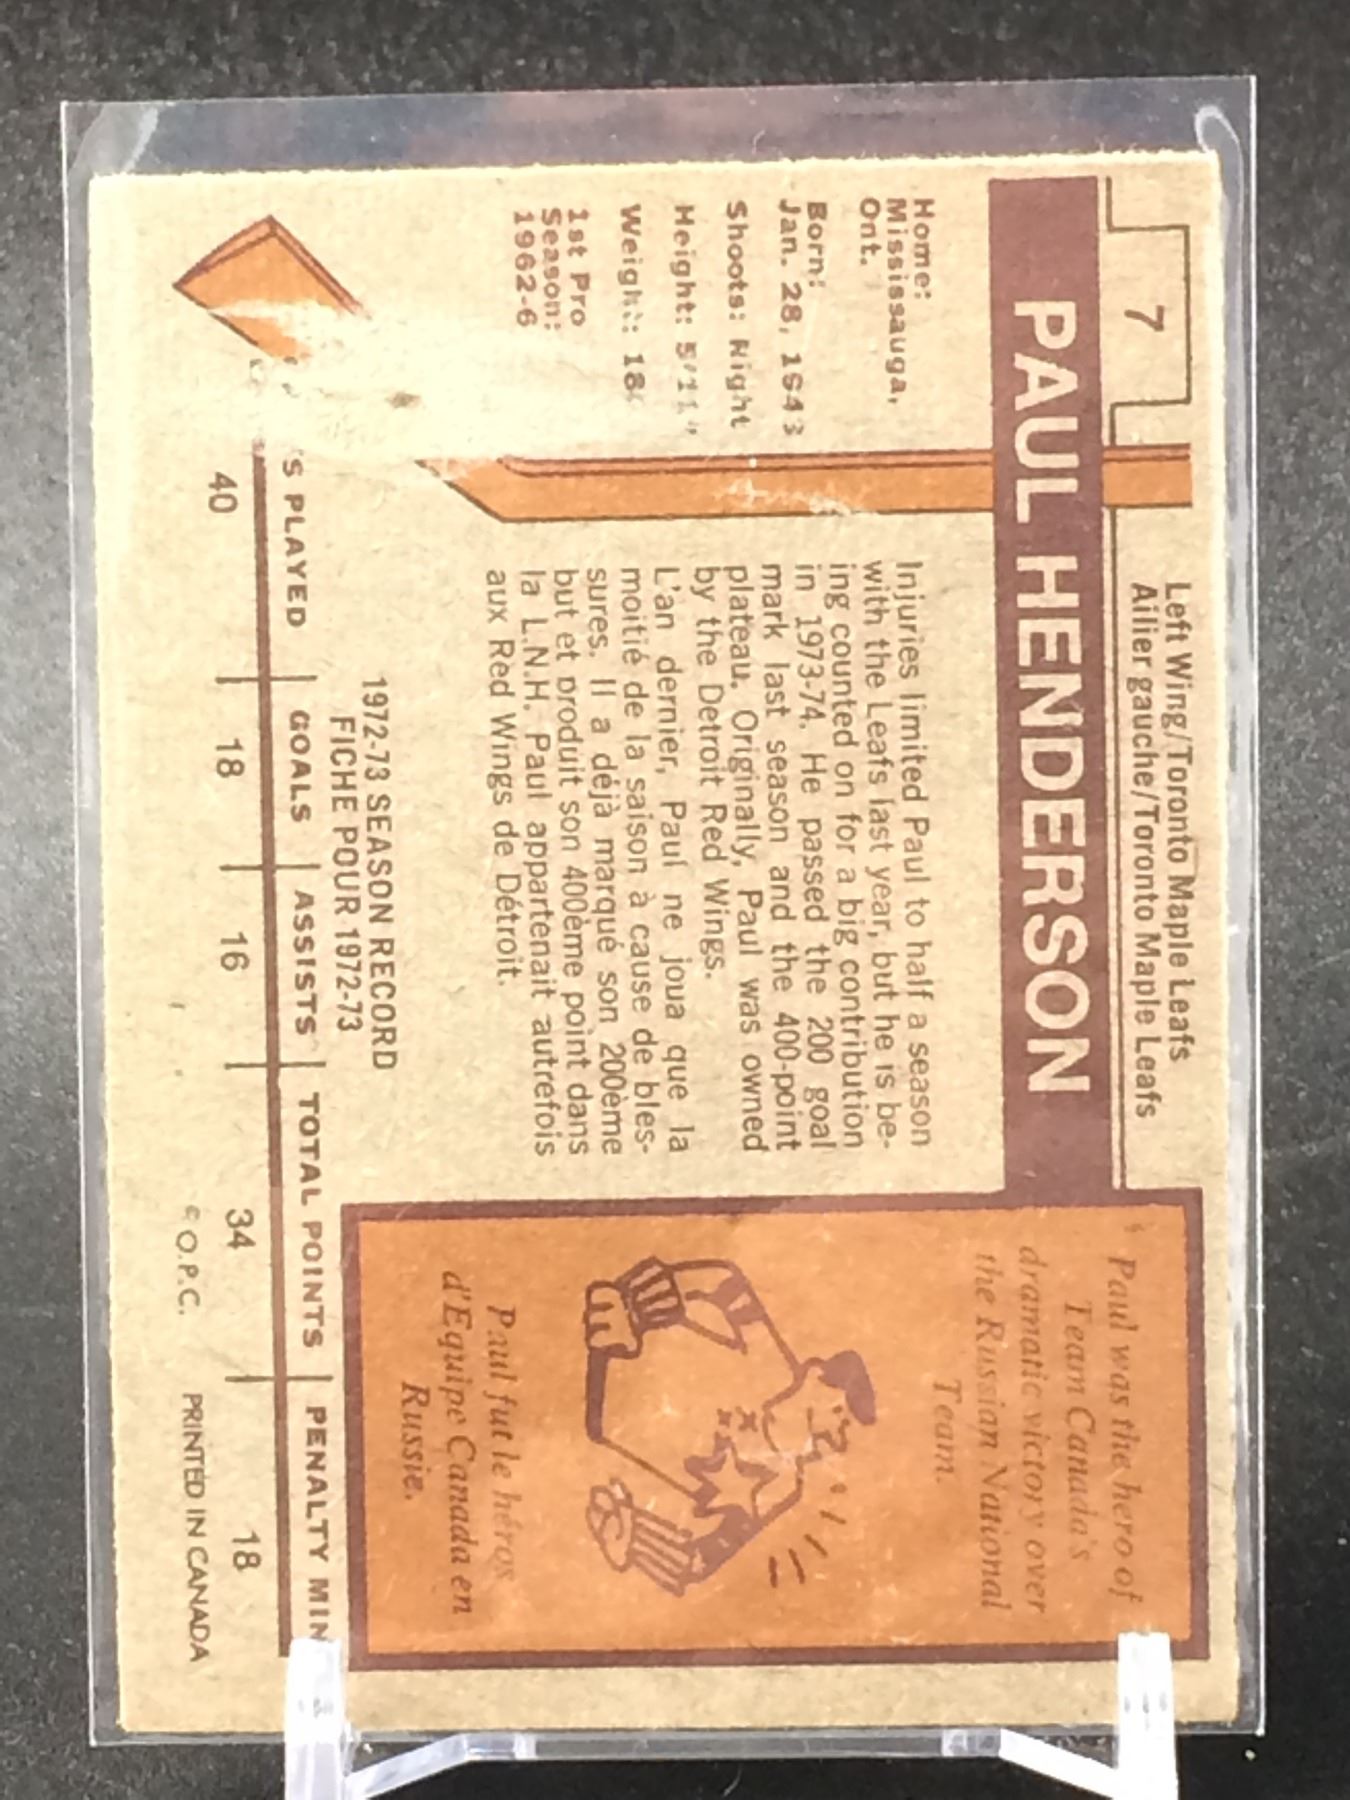 7
Left Wing/Toronto Maple Leafs
Ailier gauche/Toronto Maple Leafs
PAUL HENDERSON
Home:
Mississauga,
Ont.
Born:
Jan. 28, 1943
Shoots: Right
Height: 5'11"
Weight: 18
1st Pro
Season:
1962-6
Injuries limited Paul to half a season
with the Leafs last year, but he is be-
ing counted on for a big contribution
in 1973-74. He passed the 200 goal
mark last season and the 400-point
plateau. Originally, Paul was owned
by the Detroit Red Wings.
L'an dernier, Paul ne joua que la
moitié de la saison à cause de bles-
sures. Il a déjà marqué son 200ème
but et produit son 400ème point dans
la L.N.H. Paul appartenait autrefois
aux Red Wings de Détroit.
Paul was the hero of
Team Canada's
dramatic victory over
the Russian National
Team.
Paul fut le héros
d'Equipe Canada en
Russie.
1972-73 SEASON RECORD
FICHE POUR 1972-73
'S PLAYED GOALS ASSISTS TOTAL POINTS PENALTY MIN
40 18 16 34 18
© O.P.C. PRINTED IN CANADA